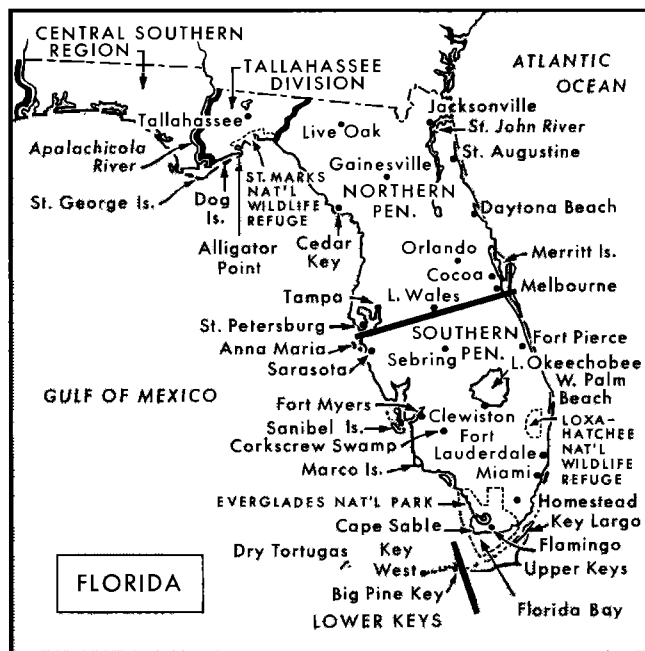 CENTRAL SOUTHERN
REGION
TALLAHASSEE
DIVISION
ATLANTIC
OCEAN
Tallahassee
Live Oak
Jacksonville
St. John River
Apalachicola
River
St. Augustine
Gainesville
ST. MARKS
NAT'L
WILDLIFE
REFUGE
NORTHERN
PEN.
St. George Is.
Dog
Is.
Daytona Beach
Alligator
Point
Cedar
Key
Orlando
Merritt Is.
Cocoa
Tampa
L. Wales
Melbourne
St. Petersburg
SOUTHERN
PEN.
Fort Pierce
Anna Maria
Sebring
Sarasota
L. Okeechobee
GULF OF MEXICO
W. Palm
Beach
Fort Myers
Clewiston
LOXA-
HATCHEE
NAT'L
WILDLIFE
REFUGE
Sanibel Is.
Corkscrew Swamp
Fort
Lauderdale
Marco Is.
Miami
EVERGLADES NAT'L PARK
Homestead
Cape Sable
Key Largo
Dry Tortugas
Key
West
Flamingo
Upper Keys
FLORIDA
Big Pine Key
Florida Bay
LOWER KEYS